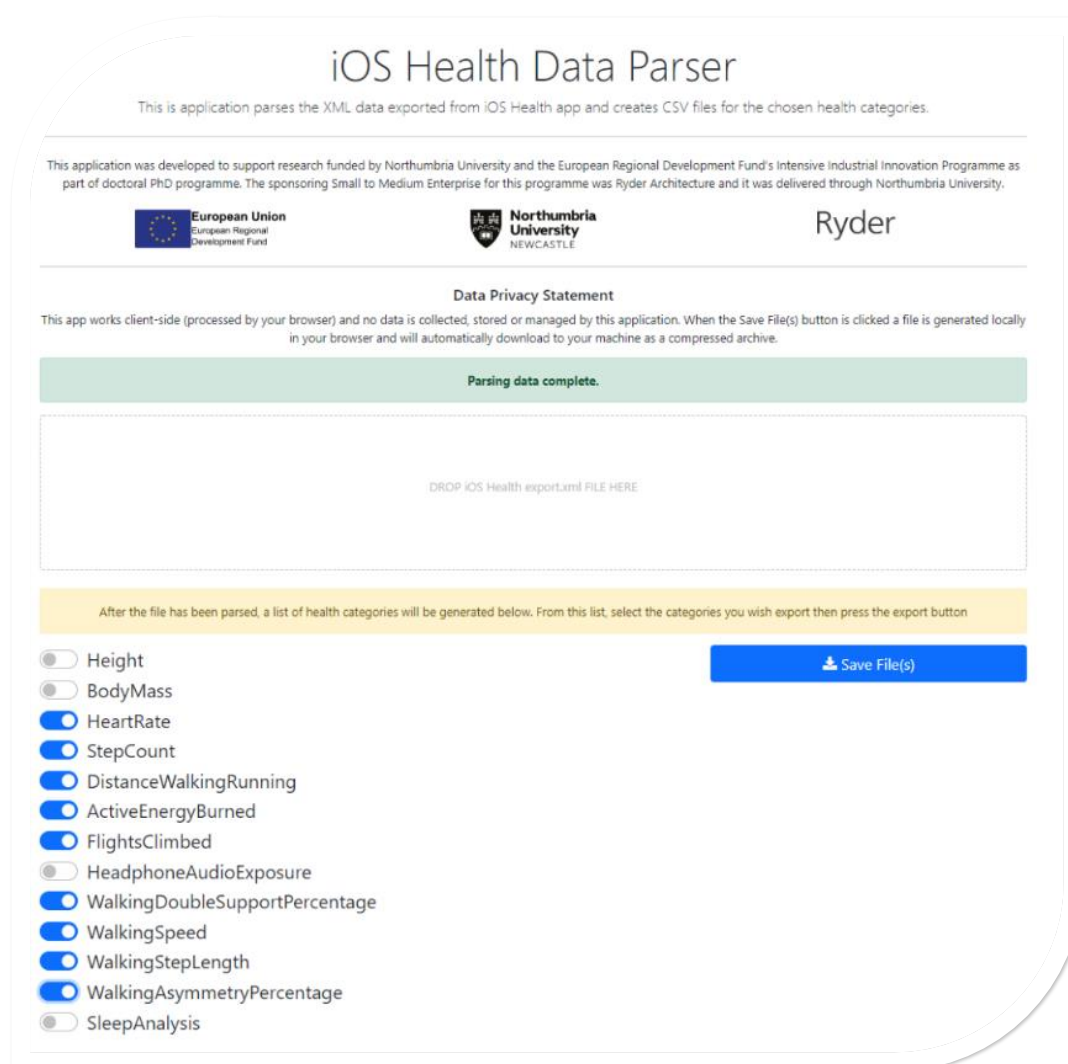 iOS Health Data Parser
This is application parses the XML data exported from iOS Health app and creates CSV files for the chosen health categories.
This application was developed to support research funded by Northumbria University and the European Regional Development Fund's Intensive Industrial Innovation Programme as
part of doctoral PhD programme. The sponsoring Small to Medium Enterprise for this programme was Ryder Architecture and it was delivered through Northumbria University.
European Union
European Regional
Development Fund
Northumbria
University
NEWCASTLE
Ryder
Data Privacy Statement
This app works client-side (processed by your browser) and no data is collected, stored or managed by this application. When the Save File(s) button is clicked a file is generated locally
in your browser and will automatically download to your machine as a compressed archive.
Parsing data complete.
DROP iOS Health export.xml FILE HERE
After the file has been parsed, a list of health categories will be generated below. From this list, select the categories you wish export then press the export button
Height
Save File(s)
BodyMass
HeartRate
StepCount
DistanceWalkingRunning
ActiveEnergyBurned
FlightsClimbed
HeadphoneAudioExposure
WalkingDoubleSupportPercentage
WalkingSpeed
WalkingStepLength
WalkingAsymmetryPercentage
SleepAnalysis